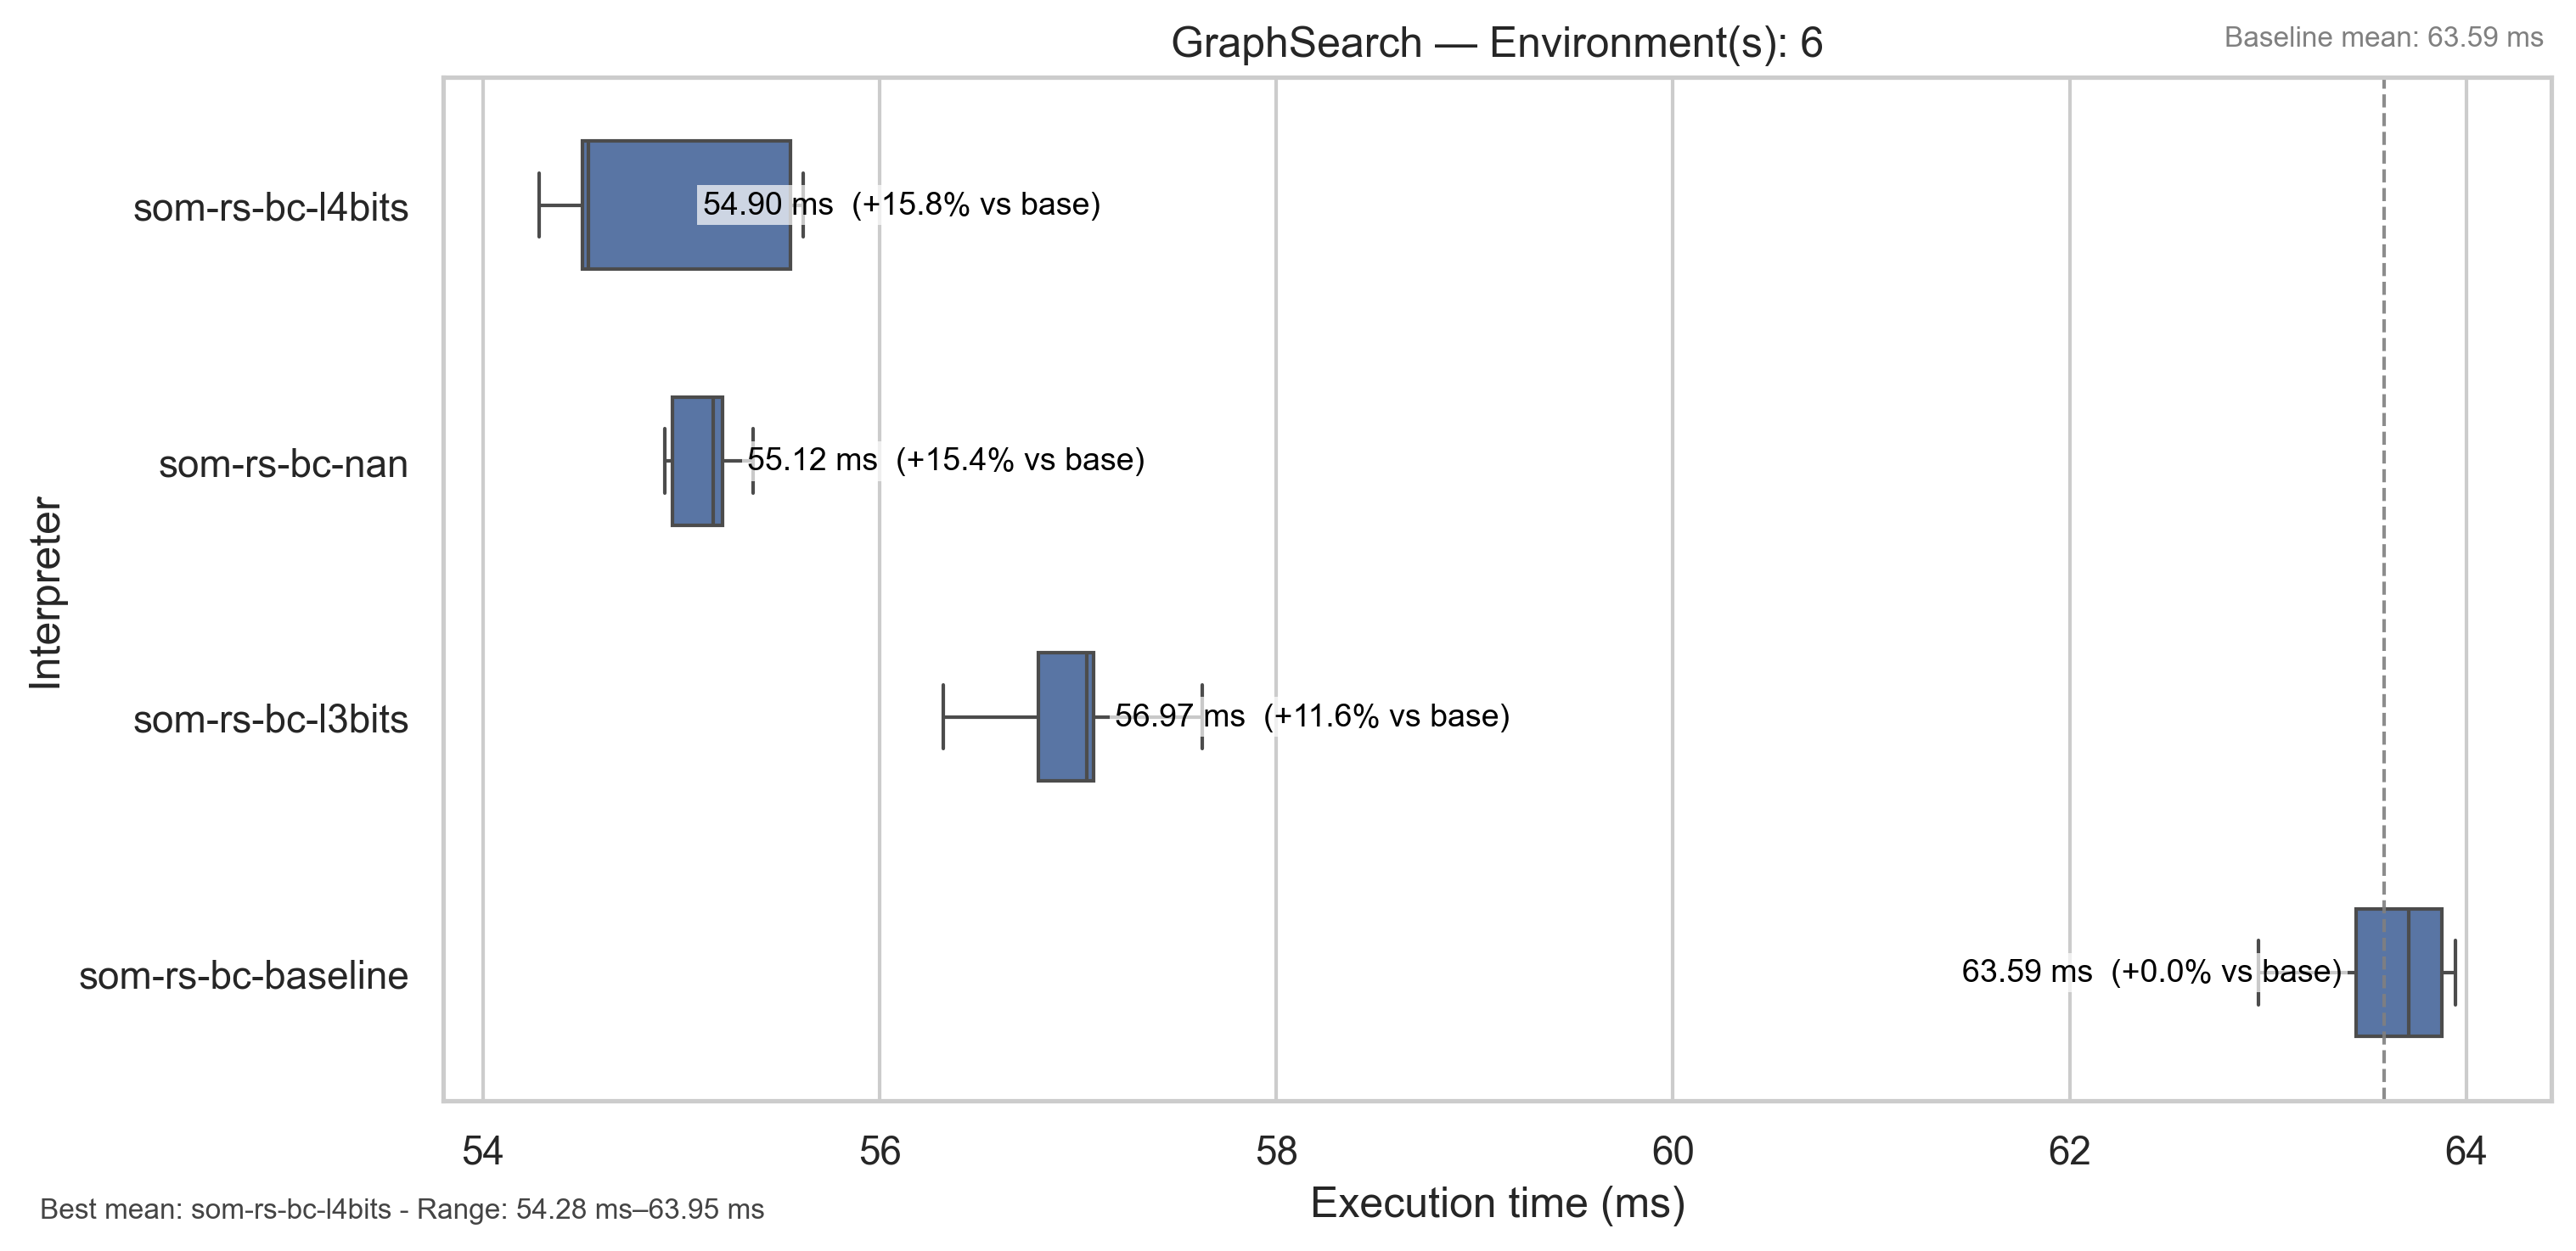 GraphSearch — Environment(s): 6
Baseline mean: 63.59 ms
Interpreter
som-rs-bc-l4bits
54.90 ms  (+15.8% vs base)
som-rs-bc-nan
55.12 ms  (+15.4% vs base)
som-rs-bc-l3bits
56.97 ms  (+11.6% vs base)
som-rs-bc-baseline
63.59 ms  (+0.0% vs base)
54 56 58 60 62 64
Execution time (ms)
Best mean: som-rs-bc-l4bits - Range: 54.28 ms–63.95 ms